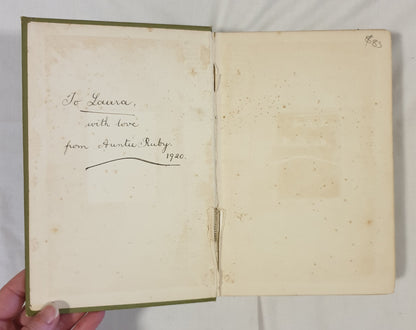 To Laura,
with love
from Auntie Ruby.
1920.